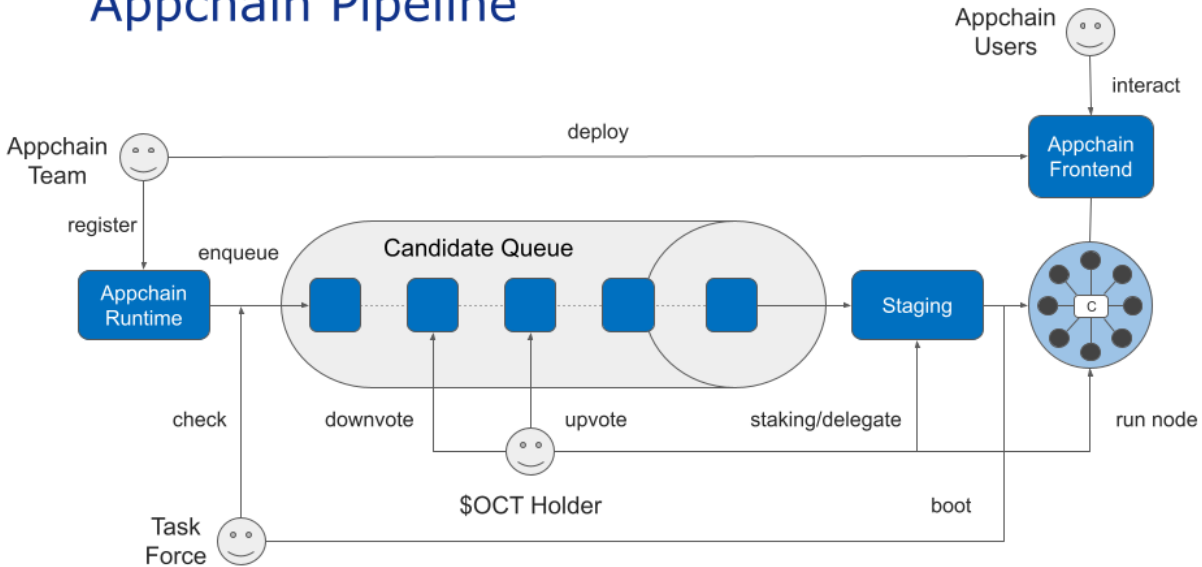 Appchain Pipeline
Appchain
Users
interact
deploy
Appchain
Team
Appchain
Frontend
register
enqueue
Candidate Queue
Appchain
Runtime
Staging
C
check
downvote
upvote
staking/delegate
run node
$OCT Holder
boot
Task
Force